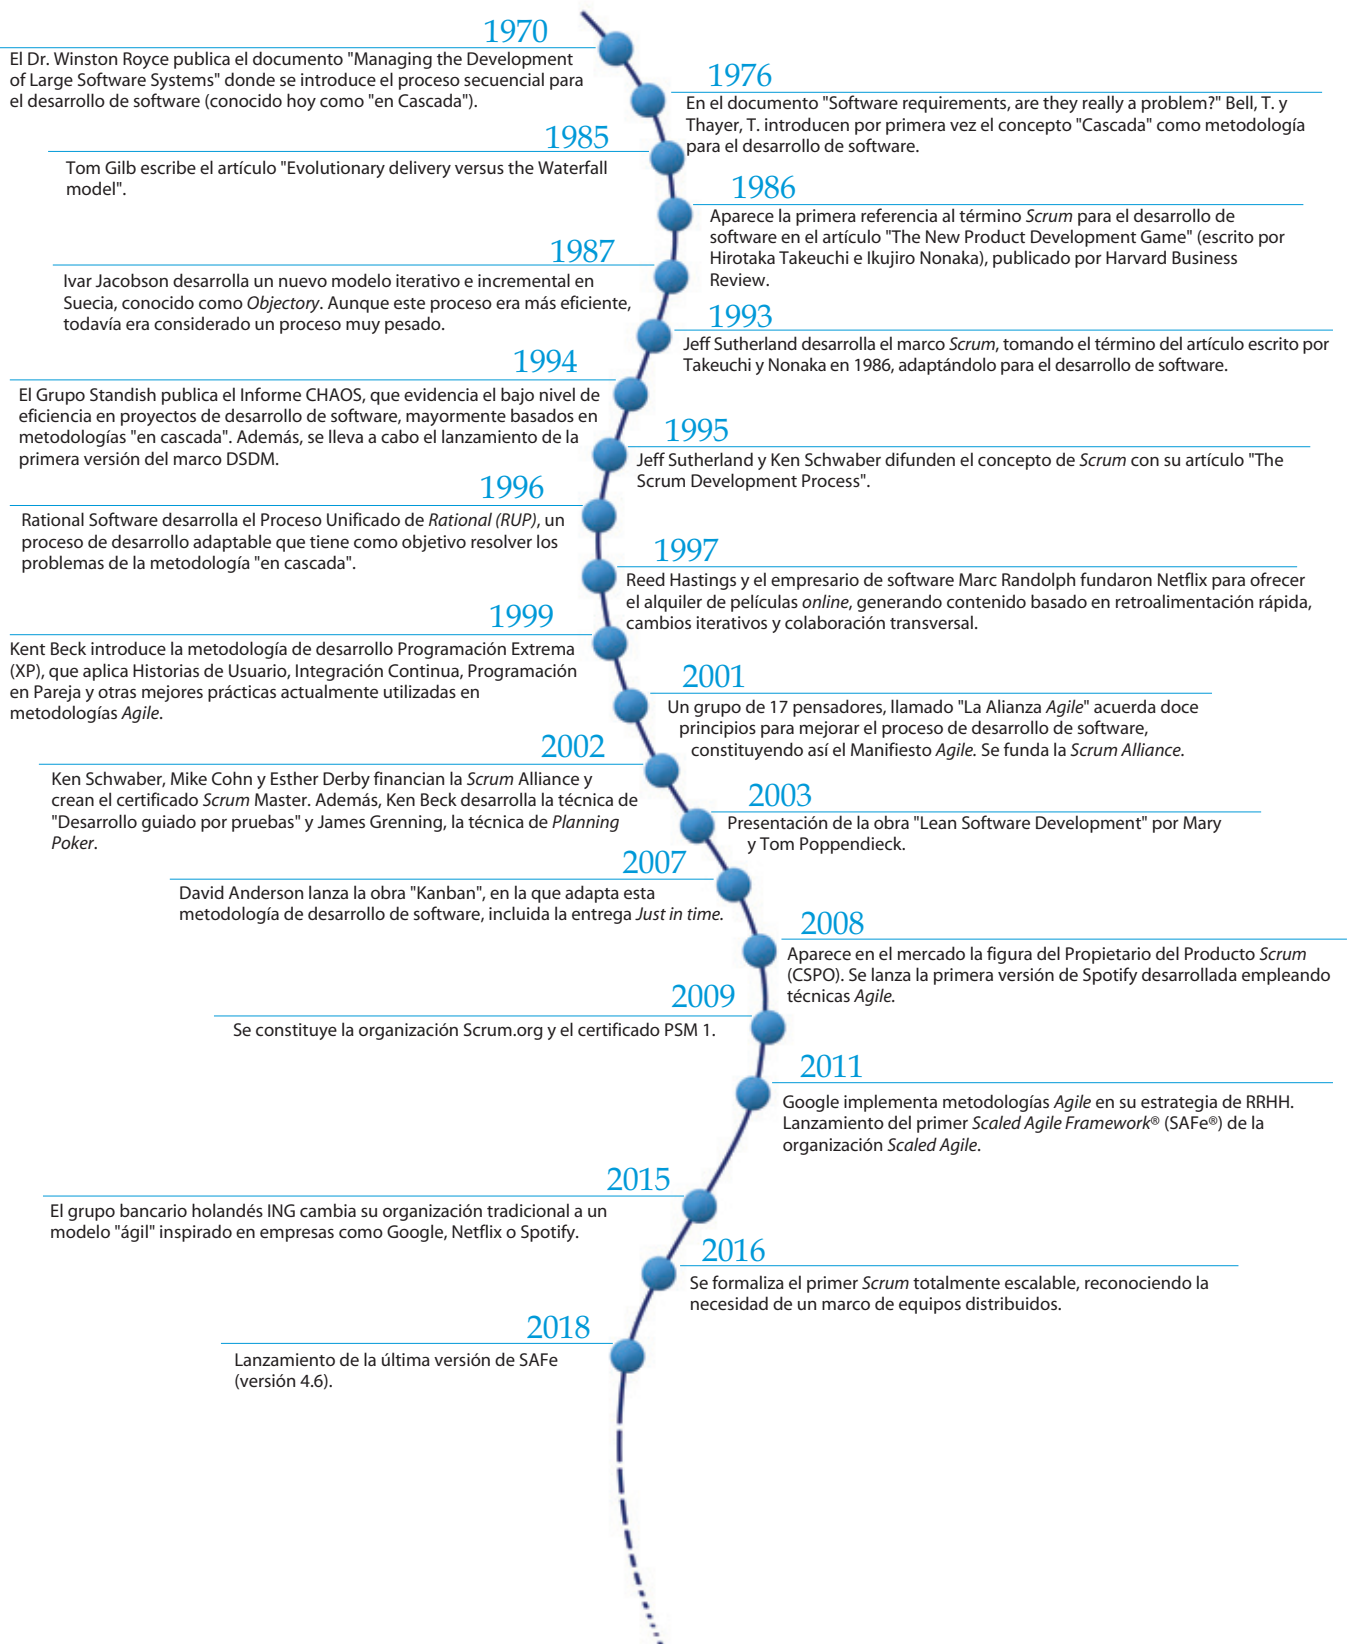 1970
El Dr. Winston Royce publica el documento "Managing the Development
of Large Software Systems" donde se introduce el proceso secuencial para
el desarrollo de software (conocido hoy como "en Cascada").
1976
En el documento "Software requirements, are they really a problem?" Bell, T. y
Thayer, T. introducen por primera vez el concepto "Cascada" como metodología
para el desarrollo de software.
1985
Tom Gilb escribe el artículo "Evolutionary delivery versus the Waterfall
model".
1986
Aparece la primera referencia al término Scrum para el desarrollo de
software en el artículo "The New Product Development Game" (escrito por
Hirotaka Takeuchi e Ikujiro Nonaka), publicado por Harvard Business
Review.
1987
Ivar Jacobson desarrolla un nuevo modelo iterativo e incremental en
Suecia, conocido como Objectory. Aunque este proceso era más eficiente,
todavía era considerado un proceso muy pesado.
1993
Jeff Sutherland desarrolla el marco Scrum, tomando el término del artículo escrito por
Takeuchi y Nonaka en 1986, adaptándolo para el desarrollo de software.
1994
El Grupo Standish publica el Informe CHAOS, que evidencia el bajo nivel de
eficiencia en proyectos de desarrollo de software, mayormente basados en
metodologías "en cascada". Además, se lleva a cabo el lanzamiento de la
primera versión del marco DSDM.
1995
Jeff Sutherland y Ken Schwaber difunden el concepto de Scrum con su artículo "The
Scrum Development Process".
1996
Rational Software desarrolla el Proceso Unificado de Rational (RUP), un
proceso de desarrollo adaptable que tiene como objetivo resolver los
problemas de la metodología "en cascada".
1997
Reed Hastings y el empresario de software Marc Randolph fundaron Netflix para ofrecer
el alquiler de películas online, generando contenido basado en retroalimentación rápida,
cambios iterativos y colaboración transversal.
1999
Kent Beck introduce la metodología de desarrollo Programación Extrema
(XP), que aplica Historias de Usuario, Integración Continua, Programación
en Pareja y otras mejores prácticas actualmente utilizadas en
metodologías Agile.
2001
Un grupo de 17 pensadores, llamado "La Alianza Agile" acuerda doce
principios para mejorar el proceso de desarrollo de software,
constituyendo así el Manifiesto Agile. Se funda la Scrum Alliance.
2002
Ken Schwaber, Mike Cohn y Esther Derby financian la Scrum Alliance y
crean el certificado Scrum Master. Además, Ken Beck desarrolla la técnica de
"Desarrollo guiado por pruebas" y James Grenning, la técnica de Planning
Poker.
2003
Presentación de la obra "Lean Software Development" por Mary
y Tom Poppendieck.
2007
David Anderson lanza la obra "Kanban", en la que adapta esta
metodología de desarrollo de software, incluida la entrega Just in time.
2008
Aparece en el mercado la figura del Propietario del Producto Scrum
(CSPO). Se lanza la primera versión de Spotify desarrollada empleando
técnicas Agile.
2009
Se constituye la organización Scrum.org y el certificado PSM 1.
2011
Google implementa metodologías Agile en su estrategia de RRHH.
Lanzamiento del primer Scaled Agile Framework® (SAFe®) de la
organización Scaled Agile.
2015
El grupo bancario holandés ING cambia su organización tradicional a un
modelo "ágil" inspirado en empresas como Google, Netflix o Spotify.
2016
Se formaliza el primer Scrum totalmente escalable, reconociendo la
necesidad de un marco de equipos distribuidos.
2018
Lanzamiento de la última versión de SAFe
(versión 4.6).